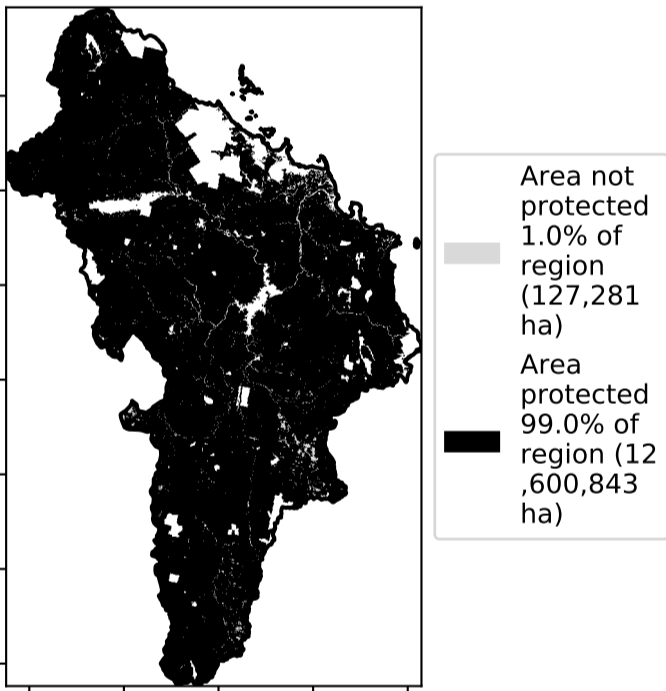 Area not
protected
1.0% of
region
(127,281
ha)
Area
protected
99.0% of
region (12
,600,843
ha)